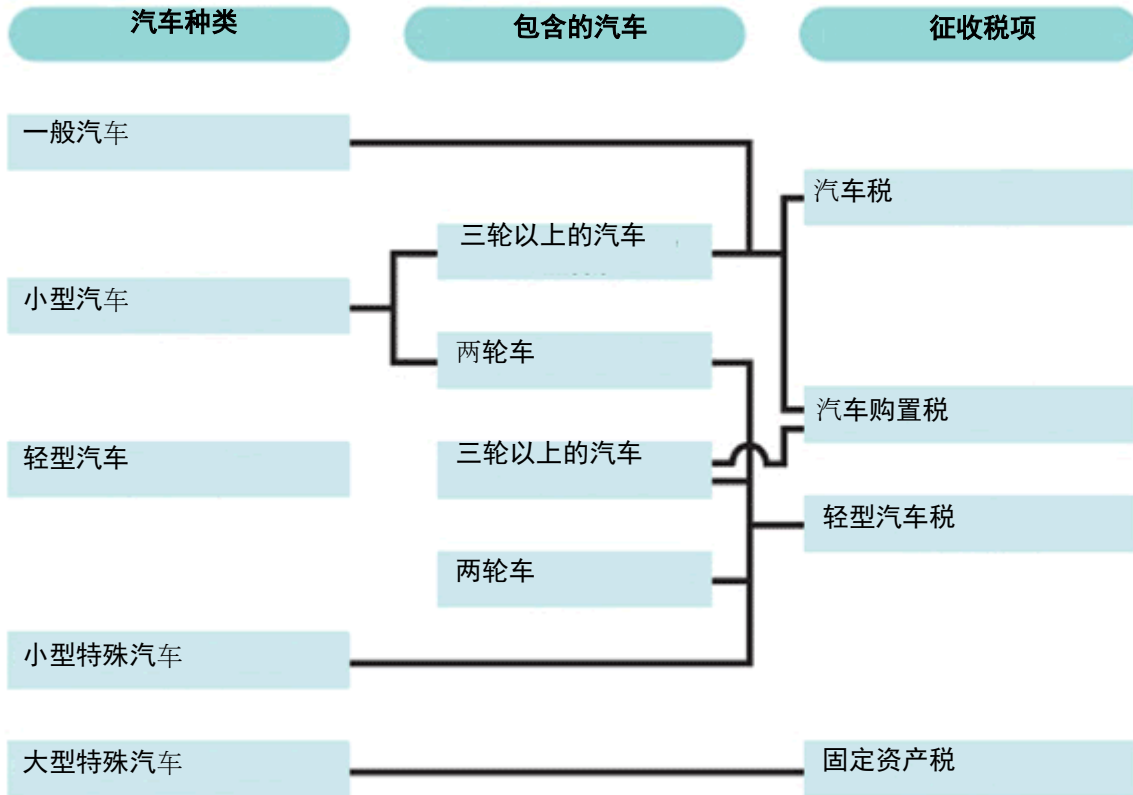 汽车种类
包含的汽车
征收税项
一般汽车
汽车税
三轮以上的汽车
小型汽车
两轮车
汽车购置税
轻型汽车
三轮以上的汽车
轻型汽车税
两轮车
小型特殊汽车
大型特殊汽车
固定资产税